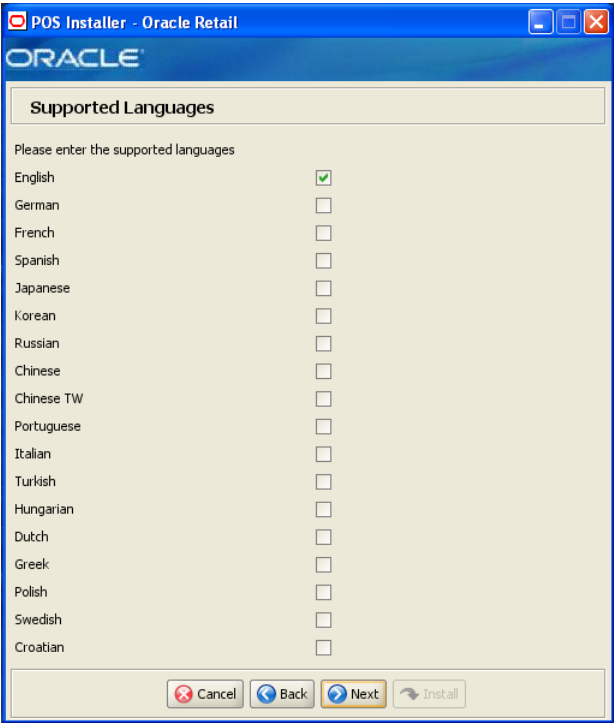 POS Installer - Oracle Retail
ORACLE
Supported Languages
Please enter the supported languages
English
German
French
Spanish
Japanese
Korean
Russian
Chinese
Chinese TW
Portuguese
Italian
Turkish
Hungarian
Dutch
Greek
Polish
Swedish
Croatian
Cancel Back Next Install